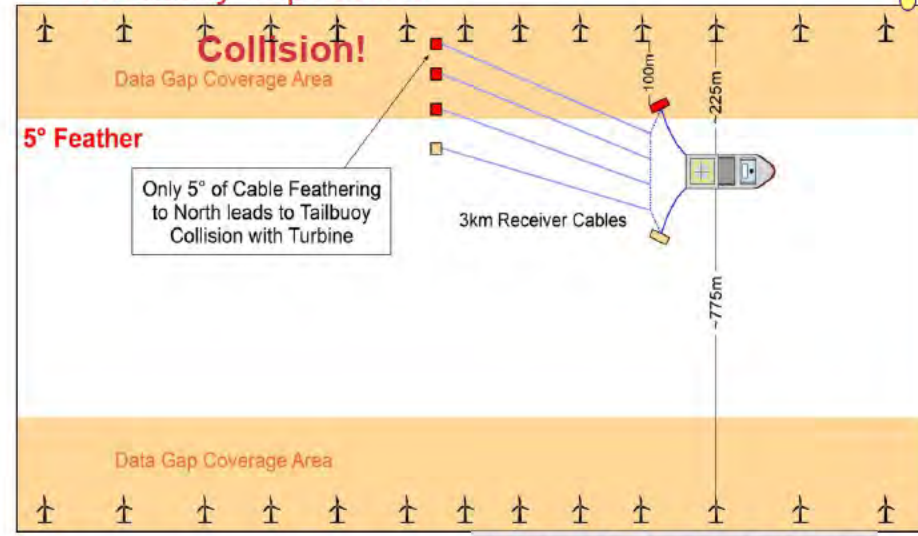 Collision!
Data Gap Coverage Area
5° Feather
100m
~225m
Only 5° of Cable Feathering
to North leads to Tailbuoy
Collision with Turbine
3km Receiver Cables
~775m
Data Gap Coverage Area